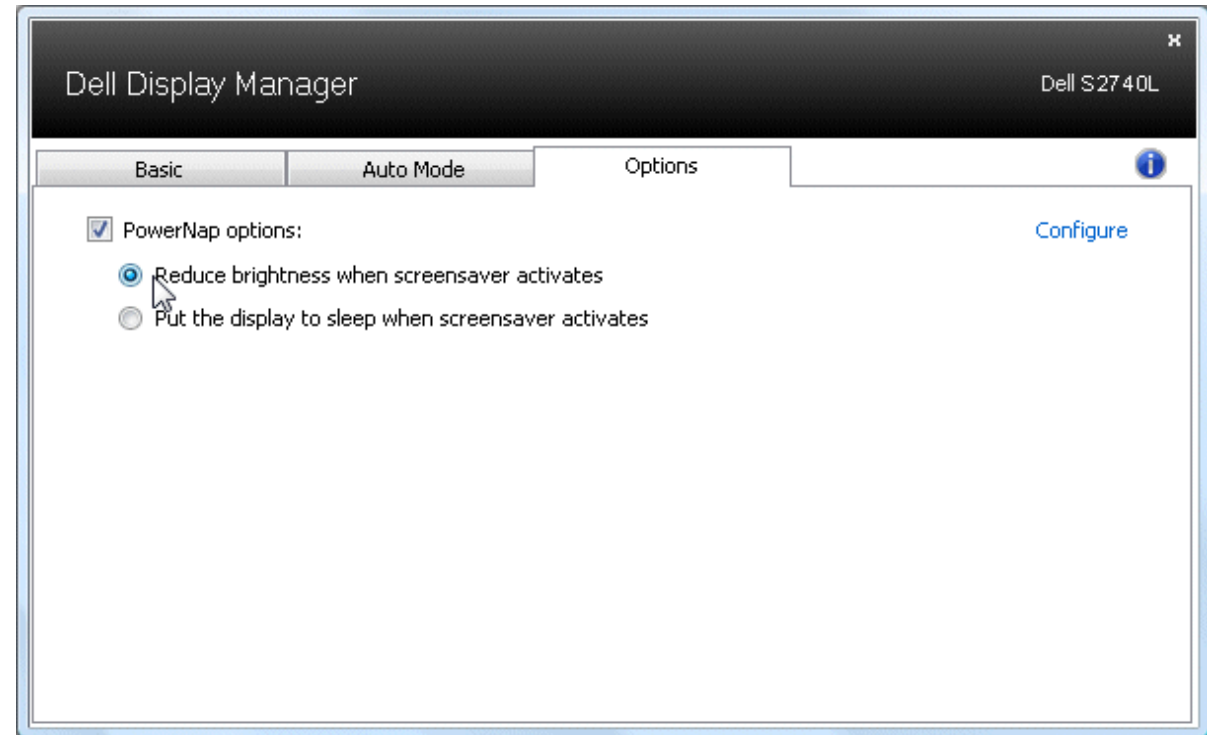 Dell Display Manager
Dell S2740L
Basic
Auto Mode
Options
PowerNap options:
Configure
Reduce brightness when screensaver activates
Put the display to sleep when screensaver activates